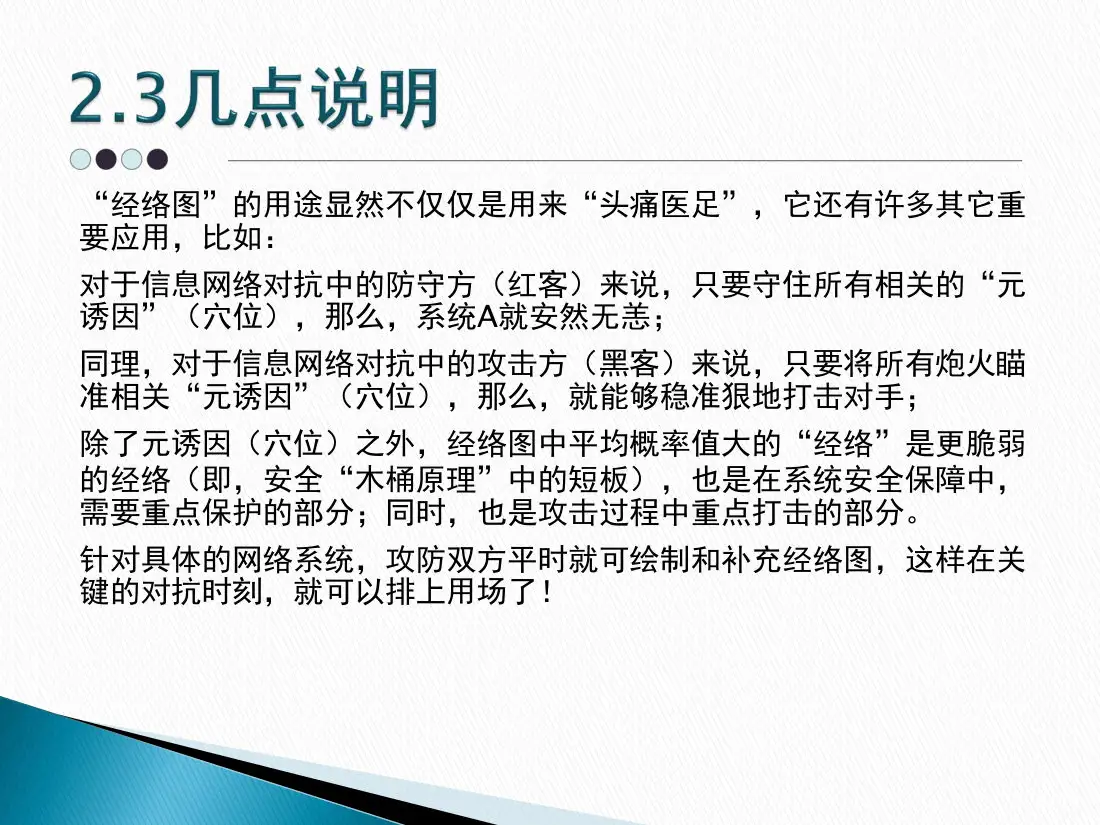 2.3几点说明
“经络图”的用途显然不仅仅是用来“头痛医足”，它还有许多其它重
要应用，比如：
对于信息网络对抗中的防守方（红客）来说，只要守住所有相关的“元
诱因”（穴位），那么，系统A就安然无恙；
同理，对于信息网络对抗中的攻击方（黑客）来说，只要将所有炮火瞄
准相关“元诱因”（穴位），那么，就能够稳准狠地打击对手；
除了元诱因（穴位）之外，经络图中平均概率值大的“经络”是更脆弱
的经络（即，安全“木桶原理”中的短板），也是在系统安全保障中，
需要重点保护的部分；同时，也是攻击过程中重点打击的部分。
针对具体的网络系统，攻防双方平时就可绘制和补充经络图，这样在关
键的对抗时刻，就可以排上用场了！